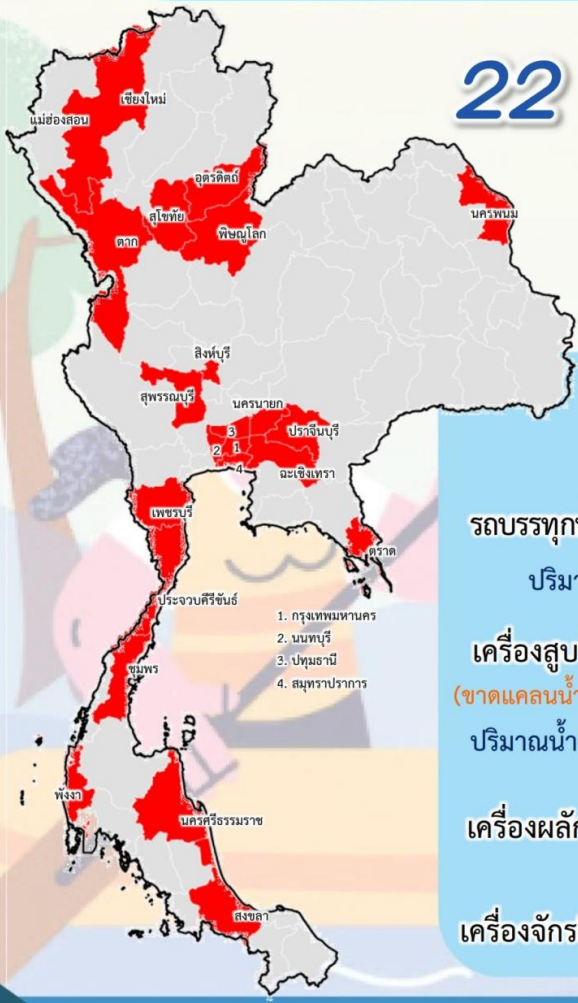 22
เชียงใหม่
แม่ฮ่องสอน
อุตรดิตถ์
สุโขทัย
นครพนม
พิษณุโลก
ตาก
สิงห์บุรี
สุพรรณบุรี
นครนายก
3
ปราจีนบุรี
2
1
4
ฉะเชิงเทรา
เพชรบุรี
ตราด
ประจวบคีรีขันธ์
1. กรุงเทพมหานคร
2. นนทบุรี
3. ปทุมธานี
4. สมุทราปราการ
ชุมพร
พังงา
นครศรีธรรมราช
สงขลา
รถบรรทุก
ปริมา
เครื่องสูบ
(ขาดแคลนน้ำ
ปริมาณน้ำ
เครื่องผลัก
เครื่องจักร